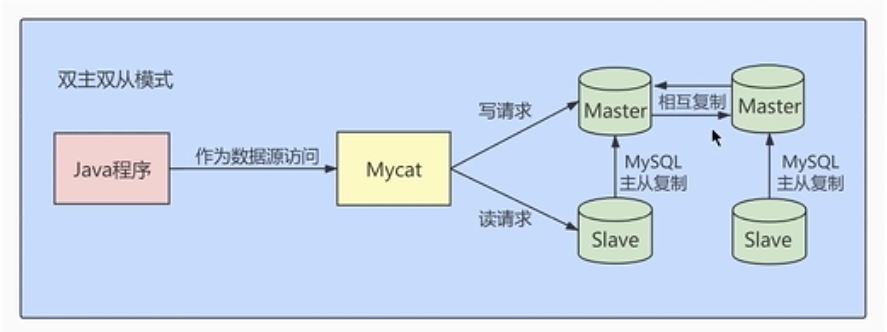 双主双从模式
Java程序
作为数据源访问
Mycat
写请求
读请求
Master
相互复制
Master
MySQL
主从复制
MySQL
主从复制
Slave
Slave